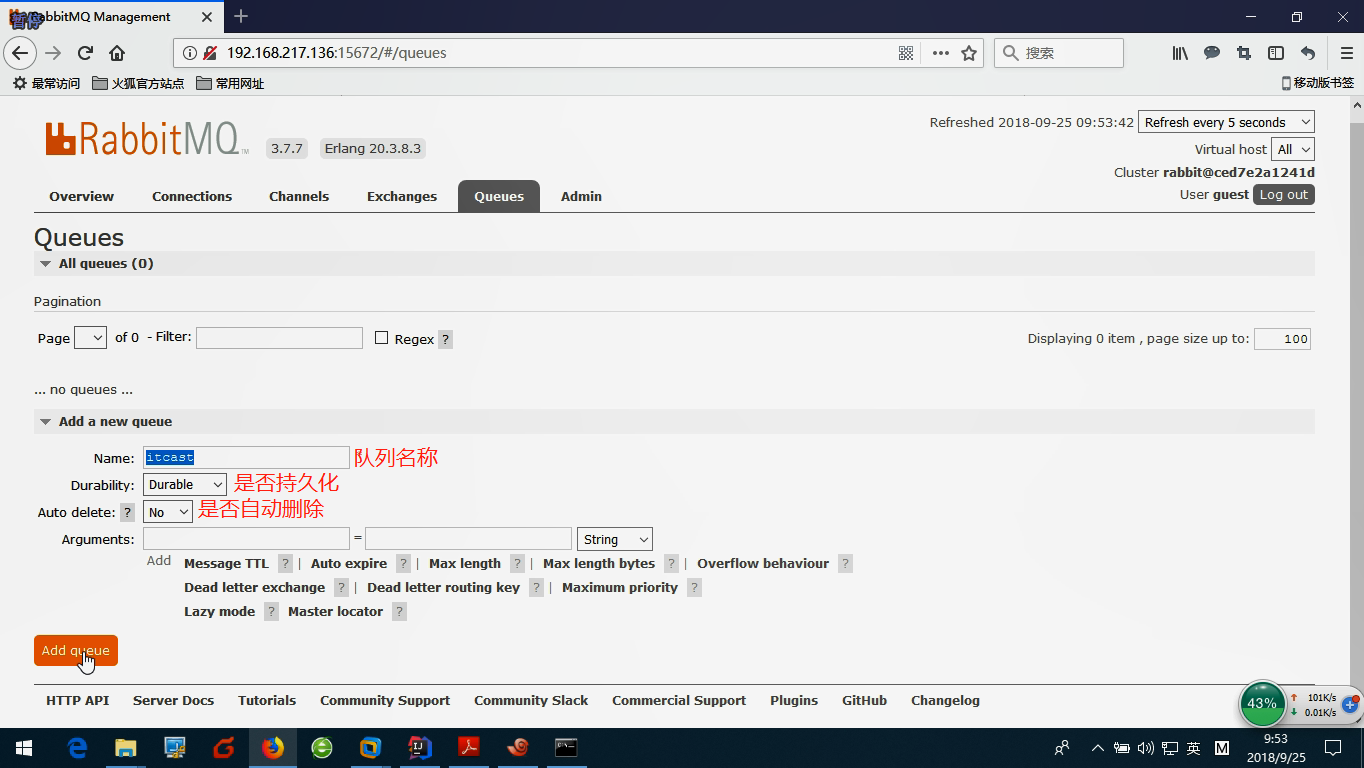 暂停
RabbitMQ Management
192.168.217.136:15672/#/queues
搜索
最常访问 火狐官方站点 常用网址 移动版书签
RabbitMQ TM 3.7.7 Erlang 20.3.8.3
Refreshed 2018-09-25 09:53:42 Refresh every 5 seconds
Virtual host All
Cluster rabbit@ced7e2a1241d
User guest Log out
Overview Connections Channels Exchanges Queues Admin
Queues
All queues (0)
Pagination
Page of 0 - Filter: Regex ? Displaying 0 item , page size up to: 100
... no queues ...
Add a new queue
Name: itcast 队列名称
Durability: Durable 是否持久化
Auto delete: ? No 是否自动删除
Arguments: = String
Add Message TTL ? | Auto expire ? | Max length ? | Max length bytes ? | Overflow behaviour ?
Dead letter exchange ? | Dead letter routing key ? | Maximum priority ?
Lazy mode ? Master locator ?
Add queue
HTTP API Server Docs Tutorials Community Support Community Slack Commercial Support Plugins GitHub Changelog
43% 101K/s
0.01K/s
英 M 9:53
2018/9/25